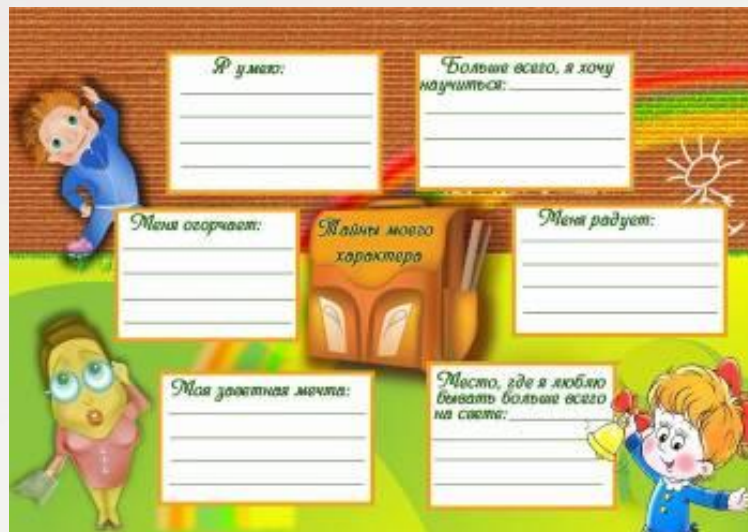 Я умею:
Больше всего, я хочу
научиться:
Меня огорчает:
Тайны моего
характера
Меня радует:
Моя заветная мечта:
Место, где я люблю
бывать больше всего
на свете: